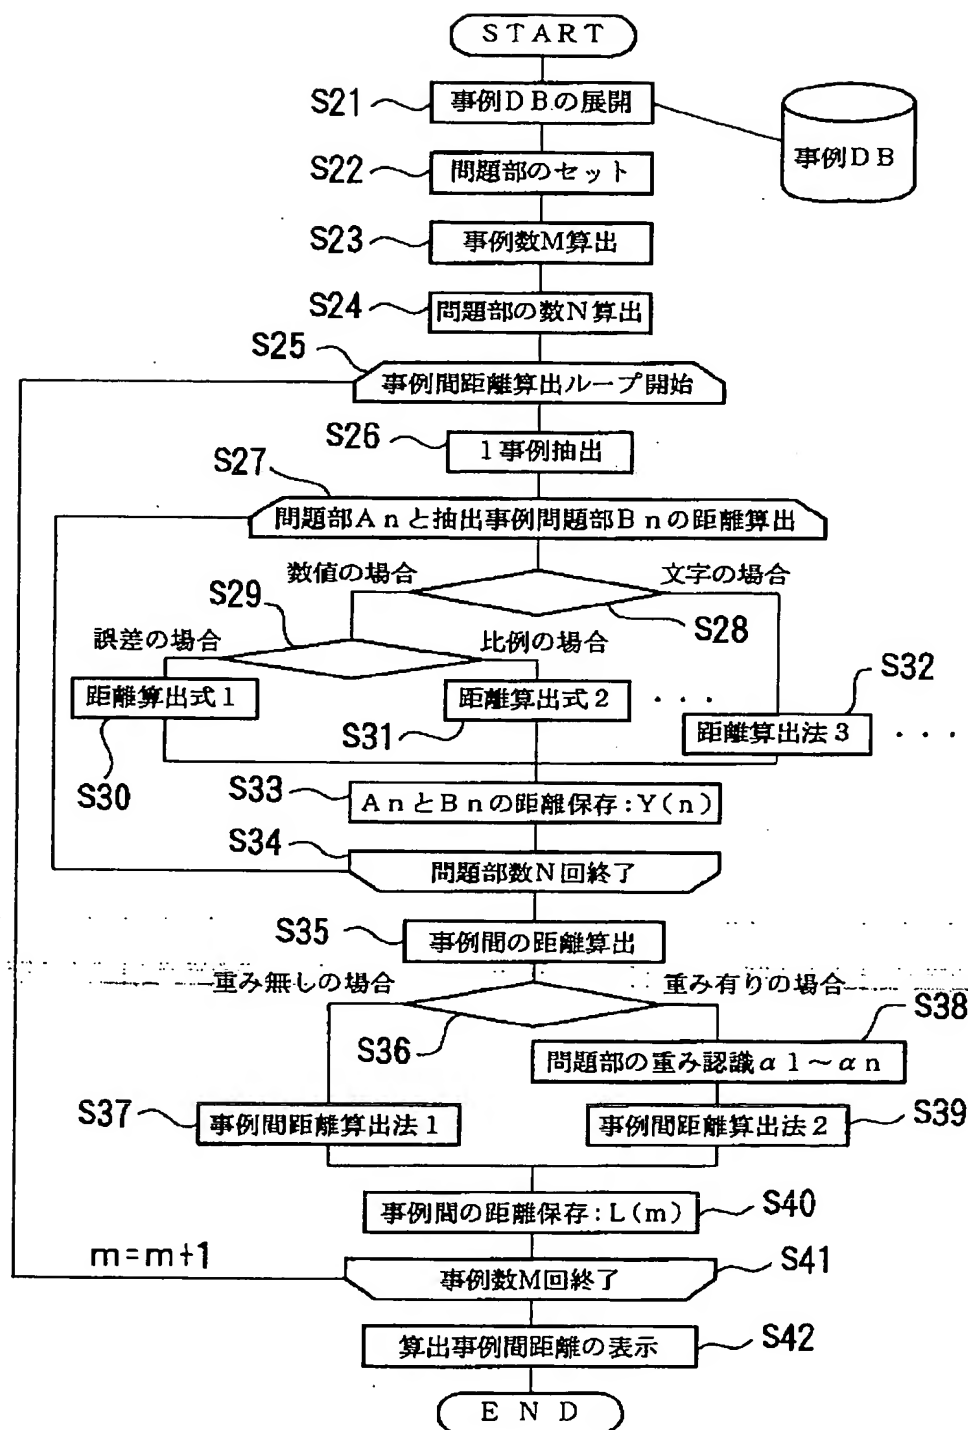 START
S21
事例DBの展開
事例DB
S22
問題部のセット
S23
事例数M算出
S24
問題部の数N算出
S25
事例間距離算出ループ開始
S26
1事例抽出
S27
問題部Anと抽出事例問題部Bnの距離算出
数値の場合
文字の場合
S29
S28
誤差の場合
比例の場合
S32
距離算出式1
距離算出式2
・・・
距離算出法3
・・・
S30
S31
S33
AnとBnの距離保存:Y(n)
S34
問題部数N回終了
S35
事例間の距離算出
重み無しの場合
重み有りの場合
S36
S38
問題部の重み認識α1~αn
S37
事例間距離算出法1
事例間距離算出法2
S39
事例間の距離保存:L(m)
S40
m=m+1
事例数M回終了
S41
算出事例間距離の表示
S42
END